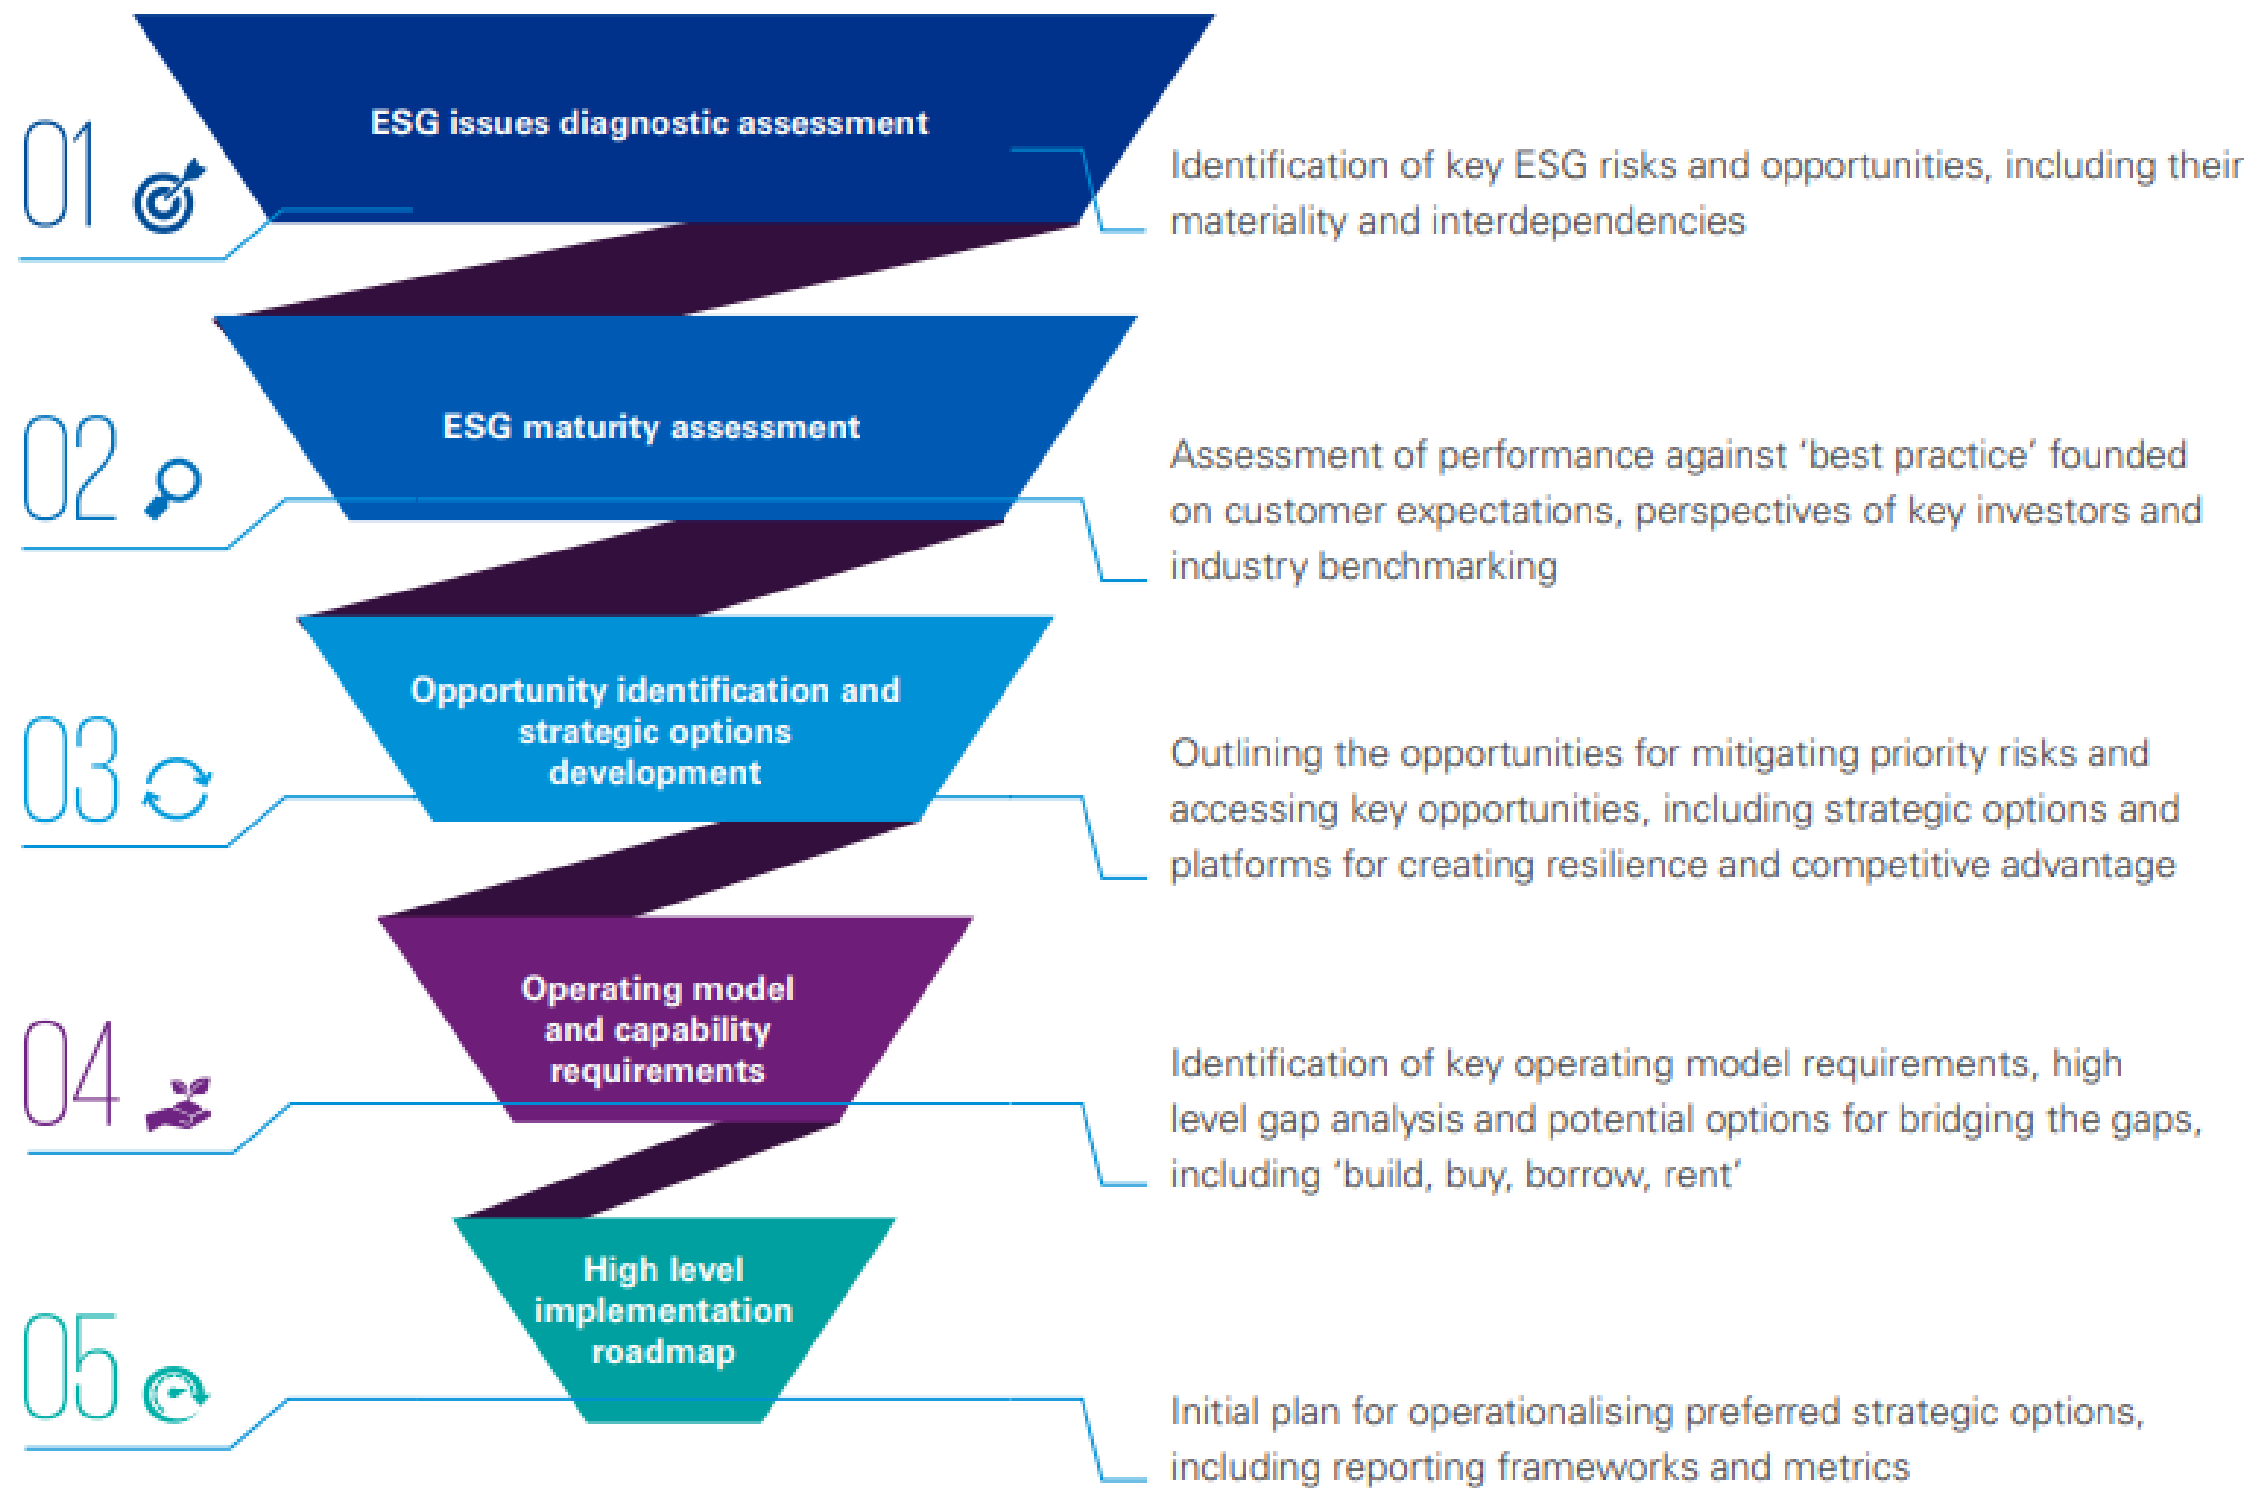 01
ESG issues diagnostic assessment
Identification of key ESG risks and opportunities, including their
materiality and interdependencies
02
ESG maturity assessment
Assessment of performance against ‘best practice’ founded
on customer expectations, perspectives of key investors and
industry benchmarking
03
Opportunity identification and
strategic options
development
Outlining the opportunities for mitigating priority risks and
accessing key opportunities, including strategic options and
platforms for creating resilience and competitive advantage
04
Operating model
and capability
requirements
Identification of key operating model requirements, high
level gap analysis and potential options for bridging the gaps,
including ‘build, buy, borrow, rent’
05
High level
implementation
roadmap
Initial plan for operationalising preferred strategic options,
including reporting frameworks and metrics